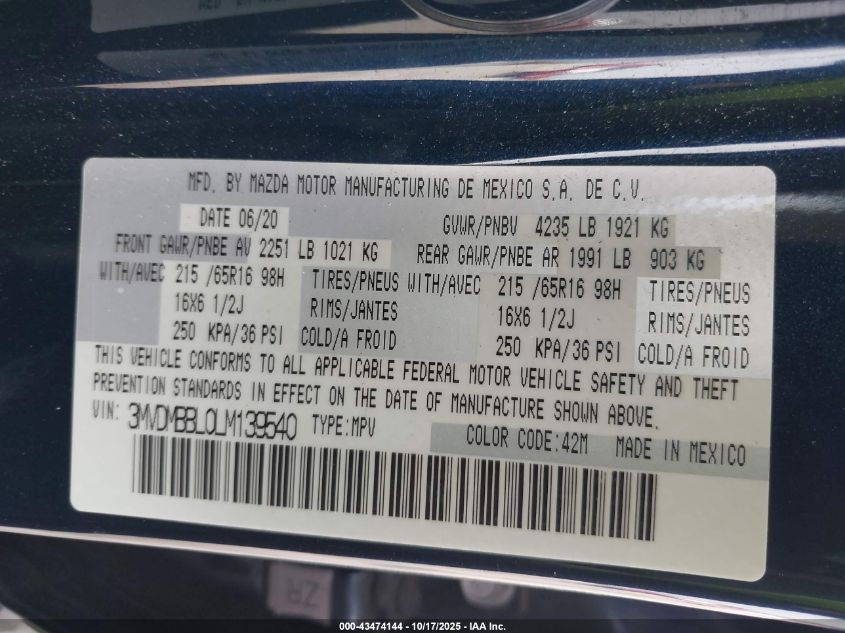 MFD. BY MAZDA MOTOR MANUFACTURING DE MEXICO S.A. DE C.V.
DATE 06/20 GVWR/PNBV 4235 LB 1921 KG
FRONT GAWR/PNBE AV 2251 LB 1021 KG REAR GAWR/PNBE AR 1991 LB 903 KG
WITH/AVEC 215 /65R16 98H TIRES/PNEUS WITH/AVEC 215 /65R16 98H TIRES/PNEUS
16X6 1/2J RIMS/JANTES 16X6 1/2J RIMS/JANTES
250 KPA/36 PSI COLD/A FROID 250 KPA/36 PSI COLD/A FROID
THIS VEHICLE CONFORMS TO ALL APPLICABLE FEDERAL MOTOR VEHICLE SAFETY AND THEFT
PREVENTION STANDARDS IN EFFECT ON THE DATE OF MANUFACTURE SHOWN ABOVE.
VIN: 3MVDMBBL0LM139540 TYPE:MPV
COLOR CODE:42M MADE IN MEXICO
ZR
000-43474144 - 10/17/2025 - IAA Inc.